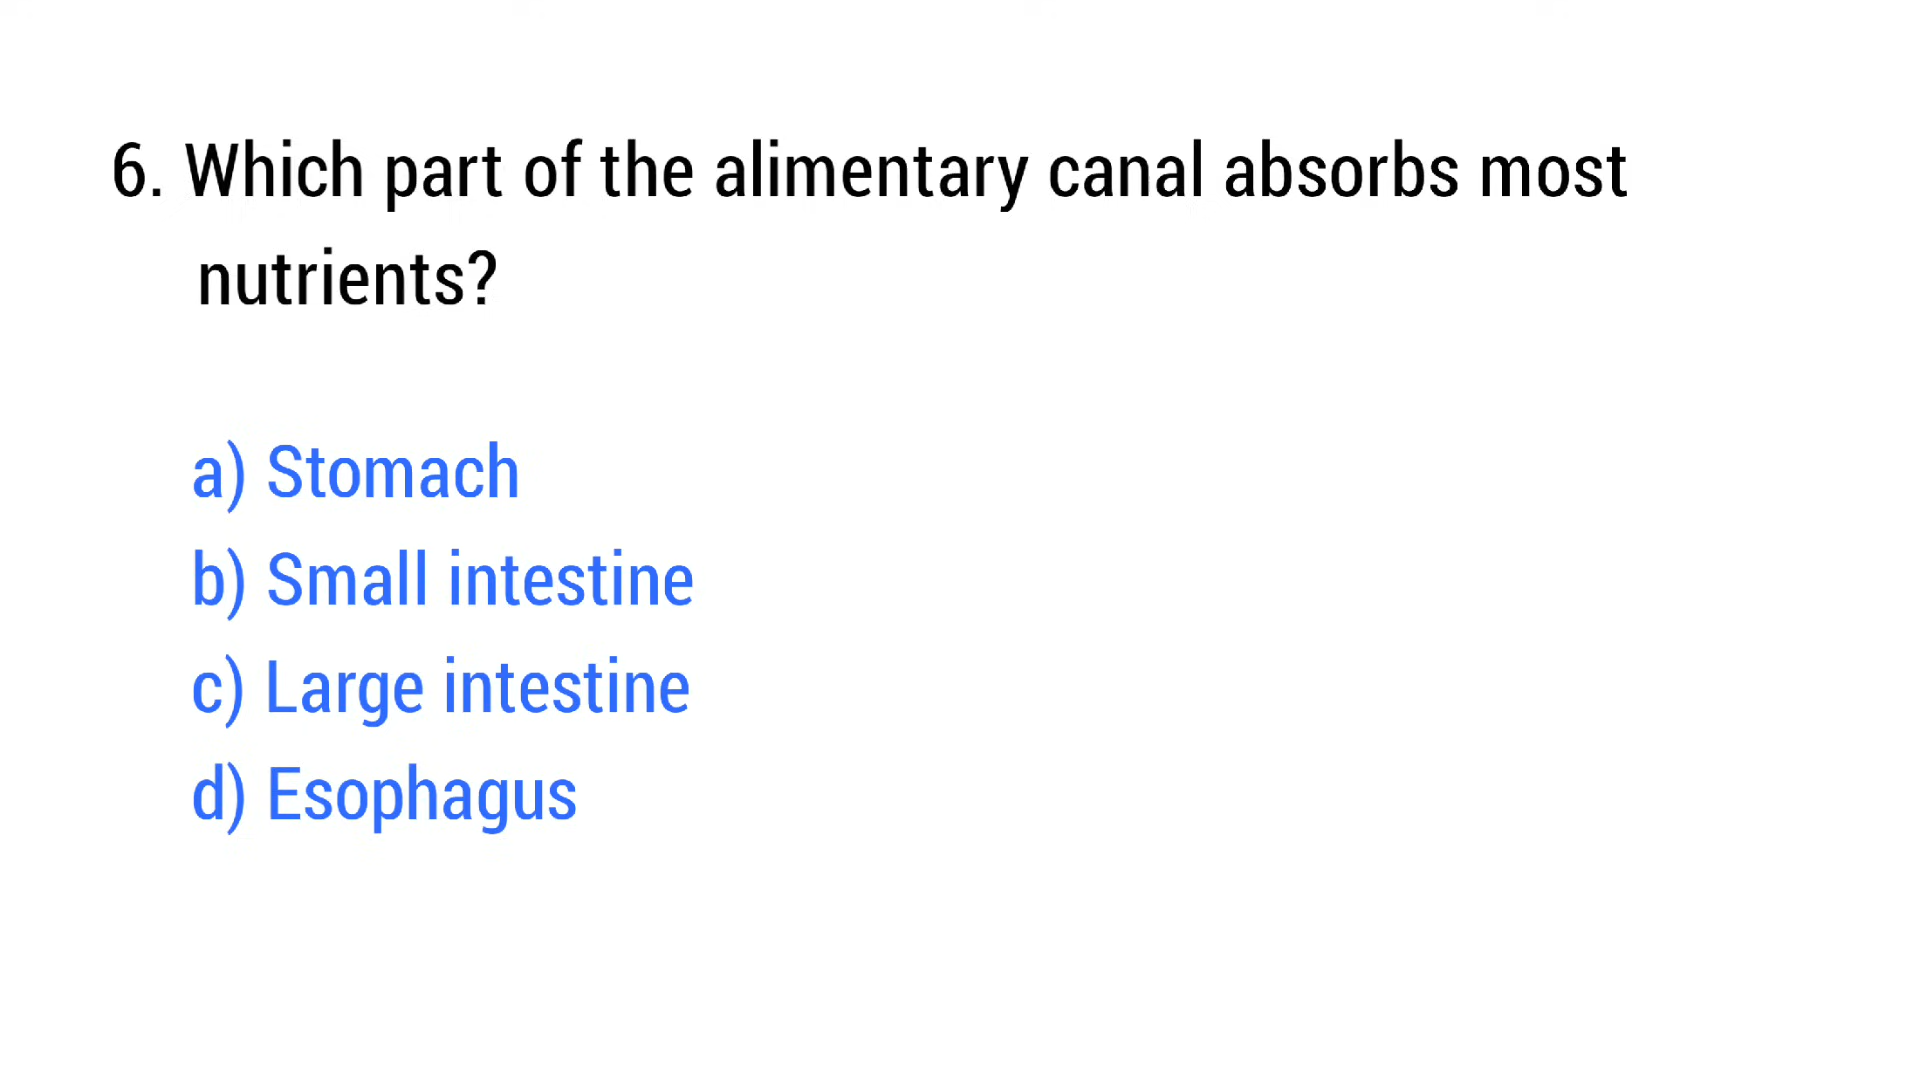 6. Which part of the alimentary canal absorbs most
nutrients?
a) Stomach
b) Small intestine
c) Large intestine
d) Esophagus